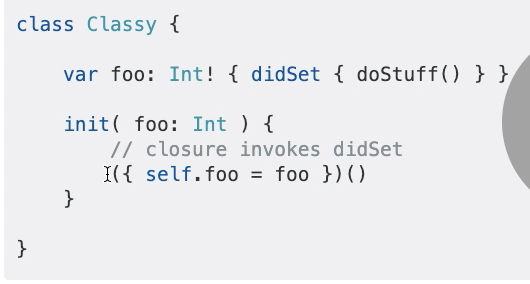 class Classy {
var foo: Int! { didSet { doStuff() } }
init( foo: Int ) {
// closure invokes didSet
({ self.foo = foo })()
}
}